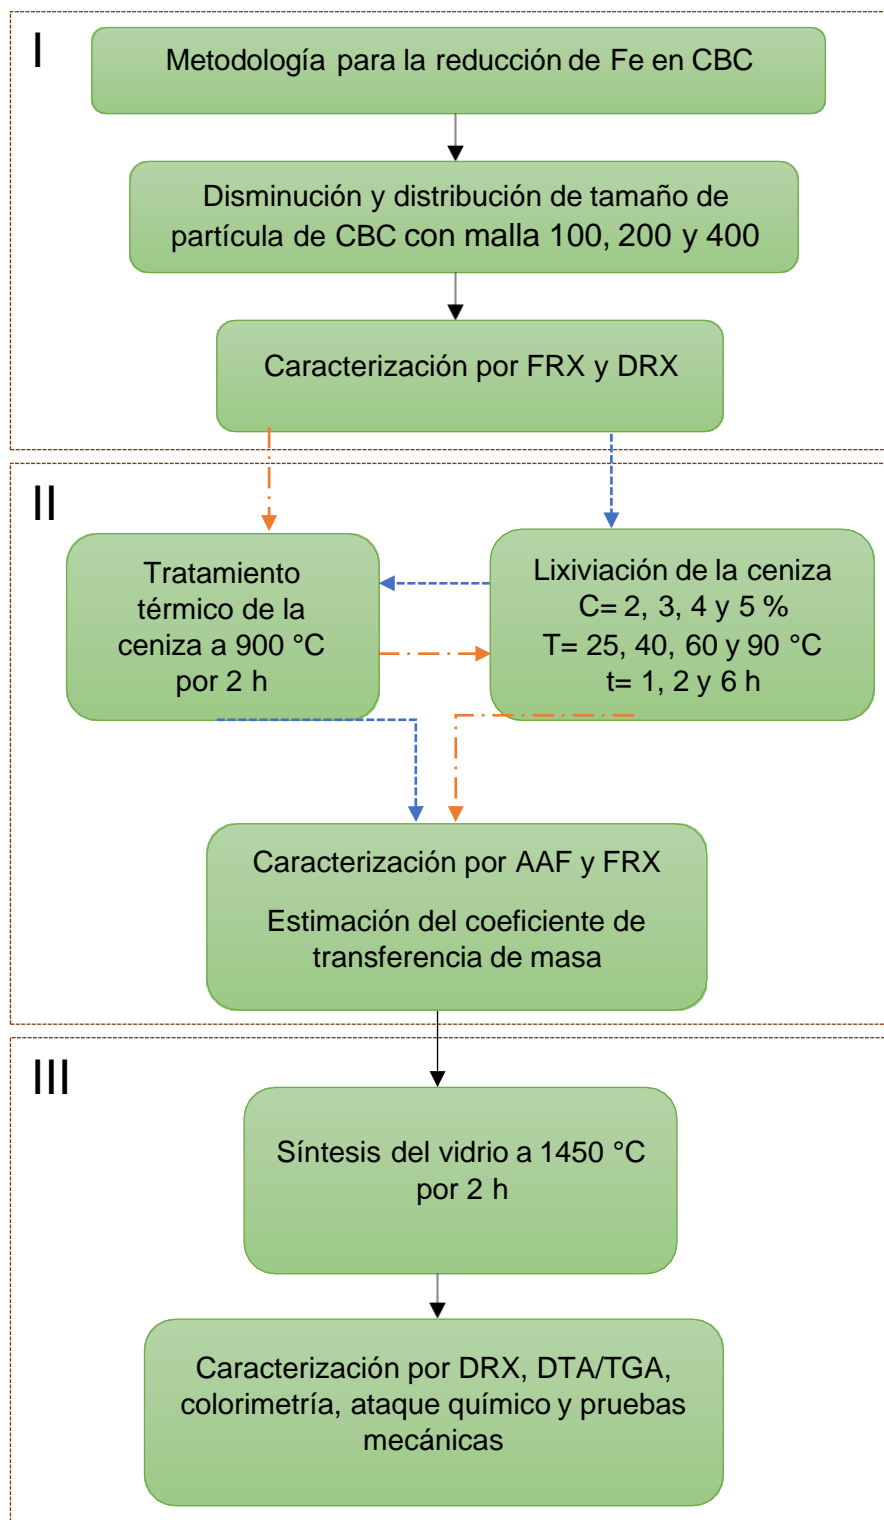 I
Metodología para la reducción de Fe en CBC
Disminución y distribución de tamaño de
partícula de CBC con malla 100, 200 y 400
Caracterización por FRX y DRX
II
Tratamiento
térmico de la
ceniza a 900 °C
por 2 h
Lixiviación de la ceniza
C= 2, 3, 4 y 5 %
T= 25, 40, 60 y 90 °C
t= 1, 2 y 6 h
Caracterización por AAF y FRX
Estimación del coeficiente de
transferencia de masa
III
Síntesis del vidrio a 1450 °C
por 2 h
Caracterización por DRX, DTA/TGA,
colorimetría, ataque químico y pruebas
mecánicas